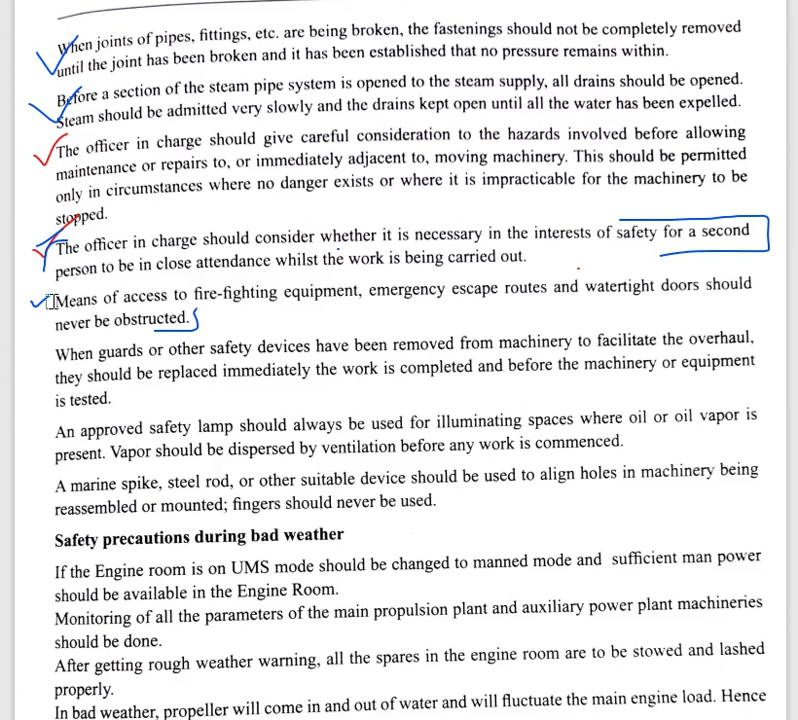 When joints of pipes, fittings, etc. are being broken, the fastenings should not be completely removed
until the joint has been broken and it has been established that no pressure remains within.
Before a section of the steam pipe system is opened to the steam supply, all drains should be opened.
Steam should be admitted very slowly and the drains kept open until all the water has been expelled.
The officer in charge should give careful consideration to the hazards involved before allowing
maintenance or repairs to, or immediately adjacent to, moving machinery. This should be permitted
only in circumstances where no danger exists or where it is impracticable for the machinery to be
stopped.
The officer in charge should consider whether it is necessary in the interests of safety for a second
person to be in close attendance whilst the work is being carried out.
Means of access to fire-fighting equipment, emergency escape routes and watertight doors should
never be obstructed.
When guards or other safety devices have been removed from machinery to facilitate the overhaul,
they should be replaced immediately the work is completed and before the machinery or equipment
is tested.
An approved safety lamp should always be used for illuminating spaces where oil or oil vapor is
present. Vapor should be dispersed by ventilation before any work is commenced.
A marine spike, steel rod, or other suitable device should be used to align holes in machinery being
reassembled or mounted; fingers should never be used.
Safety precautions during bad weather
If the Engine room is on UMS mode should be changed to manned mode and sufficient man power
should be available in the Engine Room.
Monitoring of all the parameters of the main propulsion plant and auxiliary power plant machineries
should be done.
After getting rough weather warning, all the spares in the engine room are to be stowed and lashed
properly.
In bad weather, propeller will come in and out of water and will fluctuate the main engine load. Hence